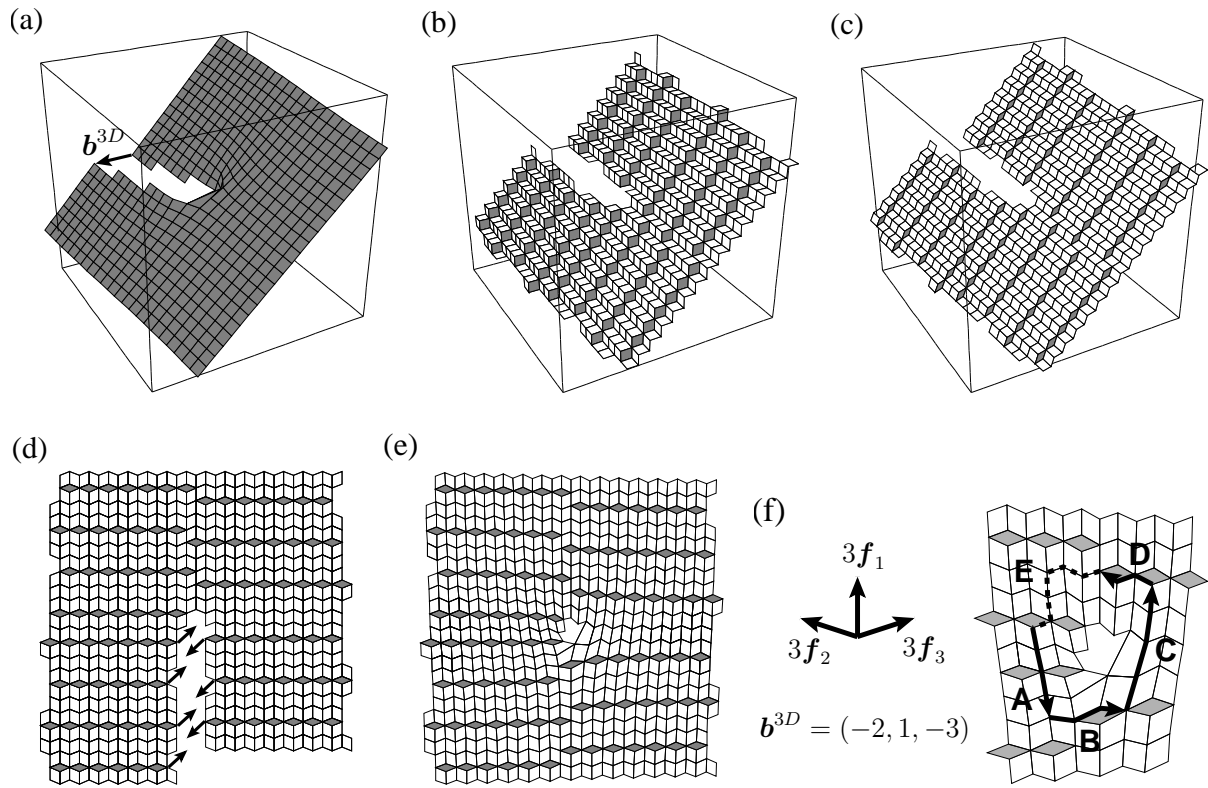 (a)
(b)
(c)
b^{3D}
(d)
(e)
(f)
3f_1
3f_2
3f_3
b^{3D} = (−2, 1, −3)
E
D
A
C
B